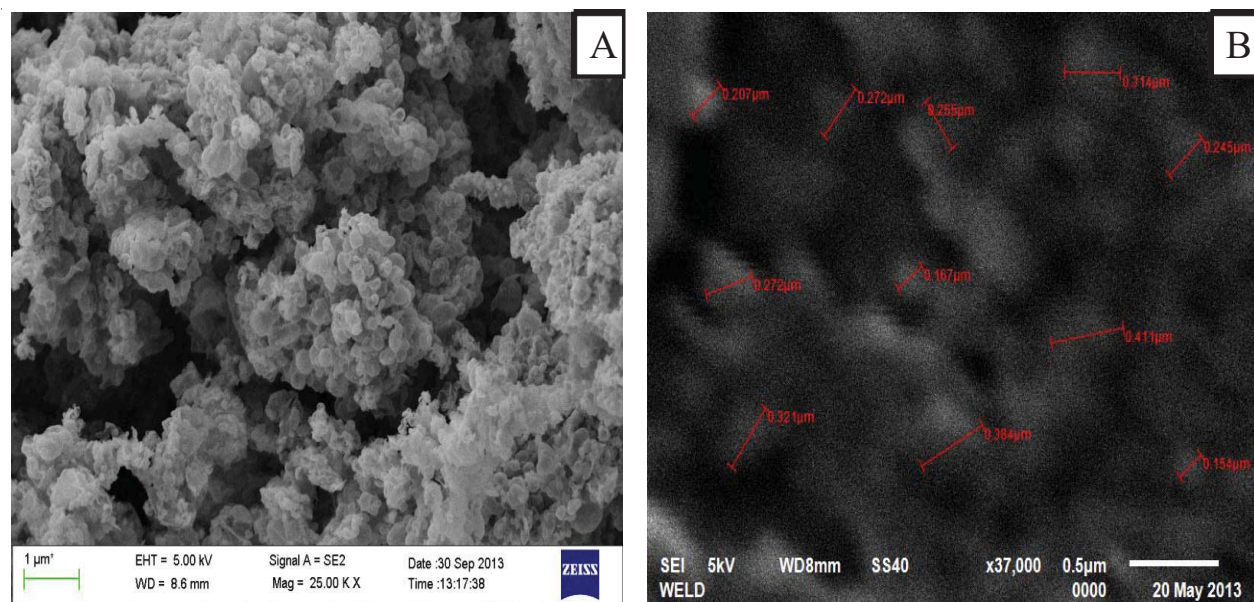 A
1 µm
EHT = 5.00 kV
Signal A = SE2
Date :30 Sep 2013
ZEISS
WD = 8.6 mm
Mag = 25.00 K X
Time :13:17:38
B
0.207µm
0.272µm
0.255µm
0.314µm
0.245µm
0.272µm
0.167µm
0.411µm
0.321µm
0.364µm
0.154µm
SEI 5kV WD8mm SS40 x37,000 0.5µm
WELD 0000 20 May 2013